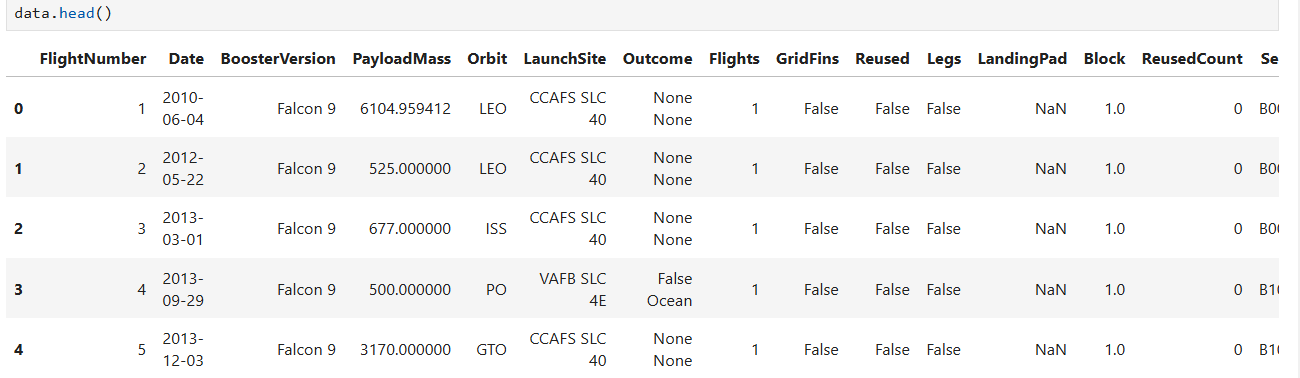 data.head()
FlightNumber Date BoosterVersion PayloadMass Orbit LaunchSite Outcome Flights GridFins Reused Legs LandingPad Block ReusedCount Se
0 1 2010-06-04 Falcon 9 6104.959412 LEO CCAFS SLC 40 None None 1 False False False NaN 1.0 0 B00
1 2 2012-05-22 Falcon 9 525.000000 LEO CCAFS SLC 40 None None 1 False False False NaN 1.0 0 B00
2 3 2013-03-01 Falcon 9 677.000000 ISS CCAFS SLC 40 None None 1 False False False NaN 1.0 0 B00
3 4 2013-09-29 Falcon 9 500.000000 PO VAFB SLC 4E False Ocean 1 False False False NaN 1.0 0 B10
4 5 2013-12-03 Falcon 9 3170.000000 GTO CCAFS SLC 40 None None 1 False False False NaN 1.0 0 B10